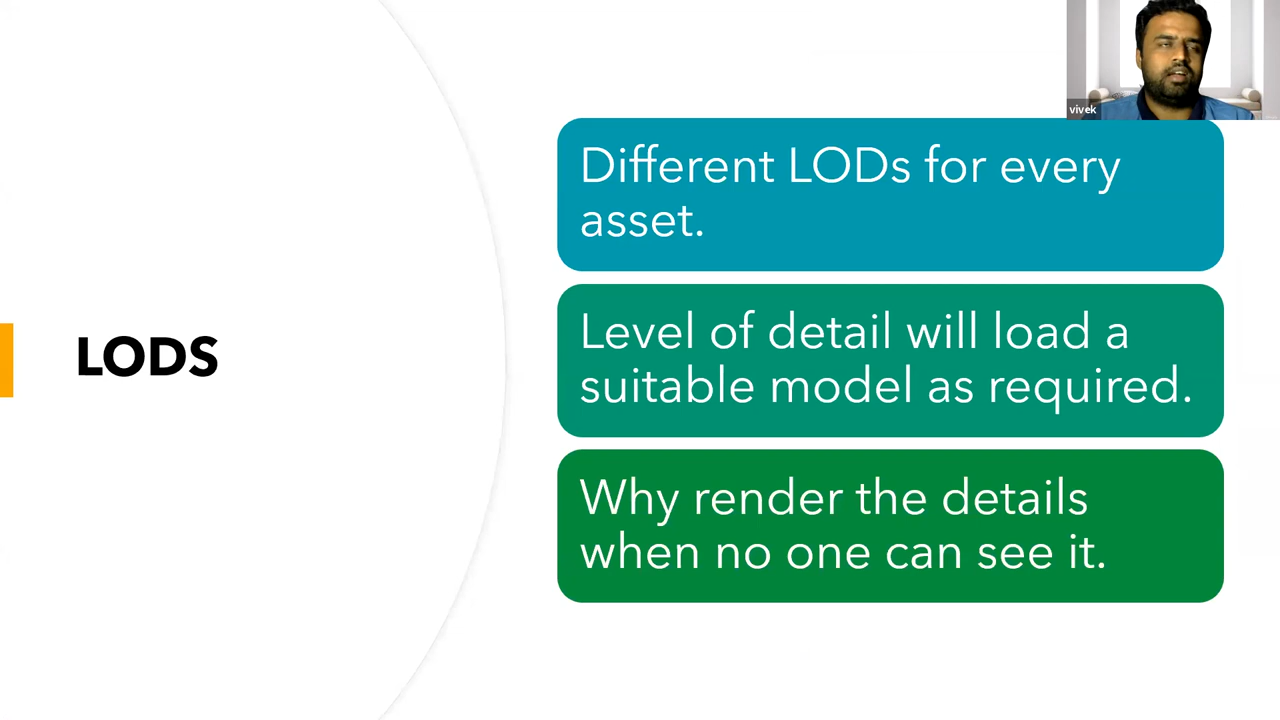 vivek
Different LODs for every
asset.
Level of detail will load a
suitable model as required.
LODS
Why render the details
when no one can see it.